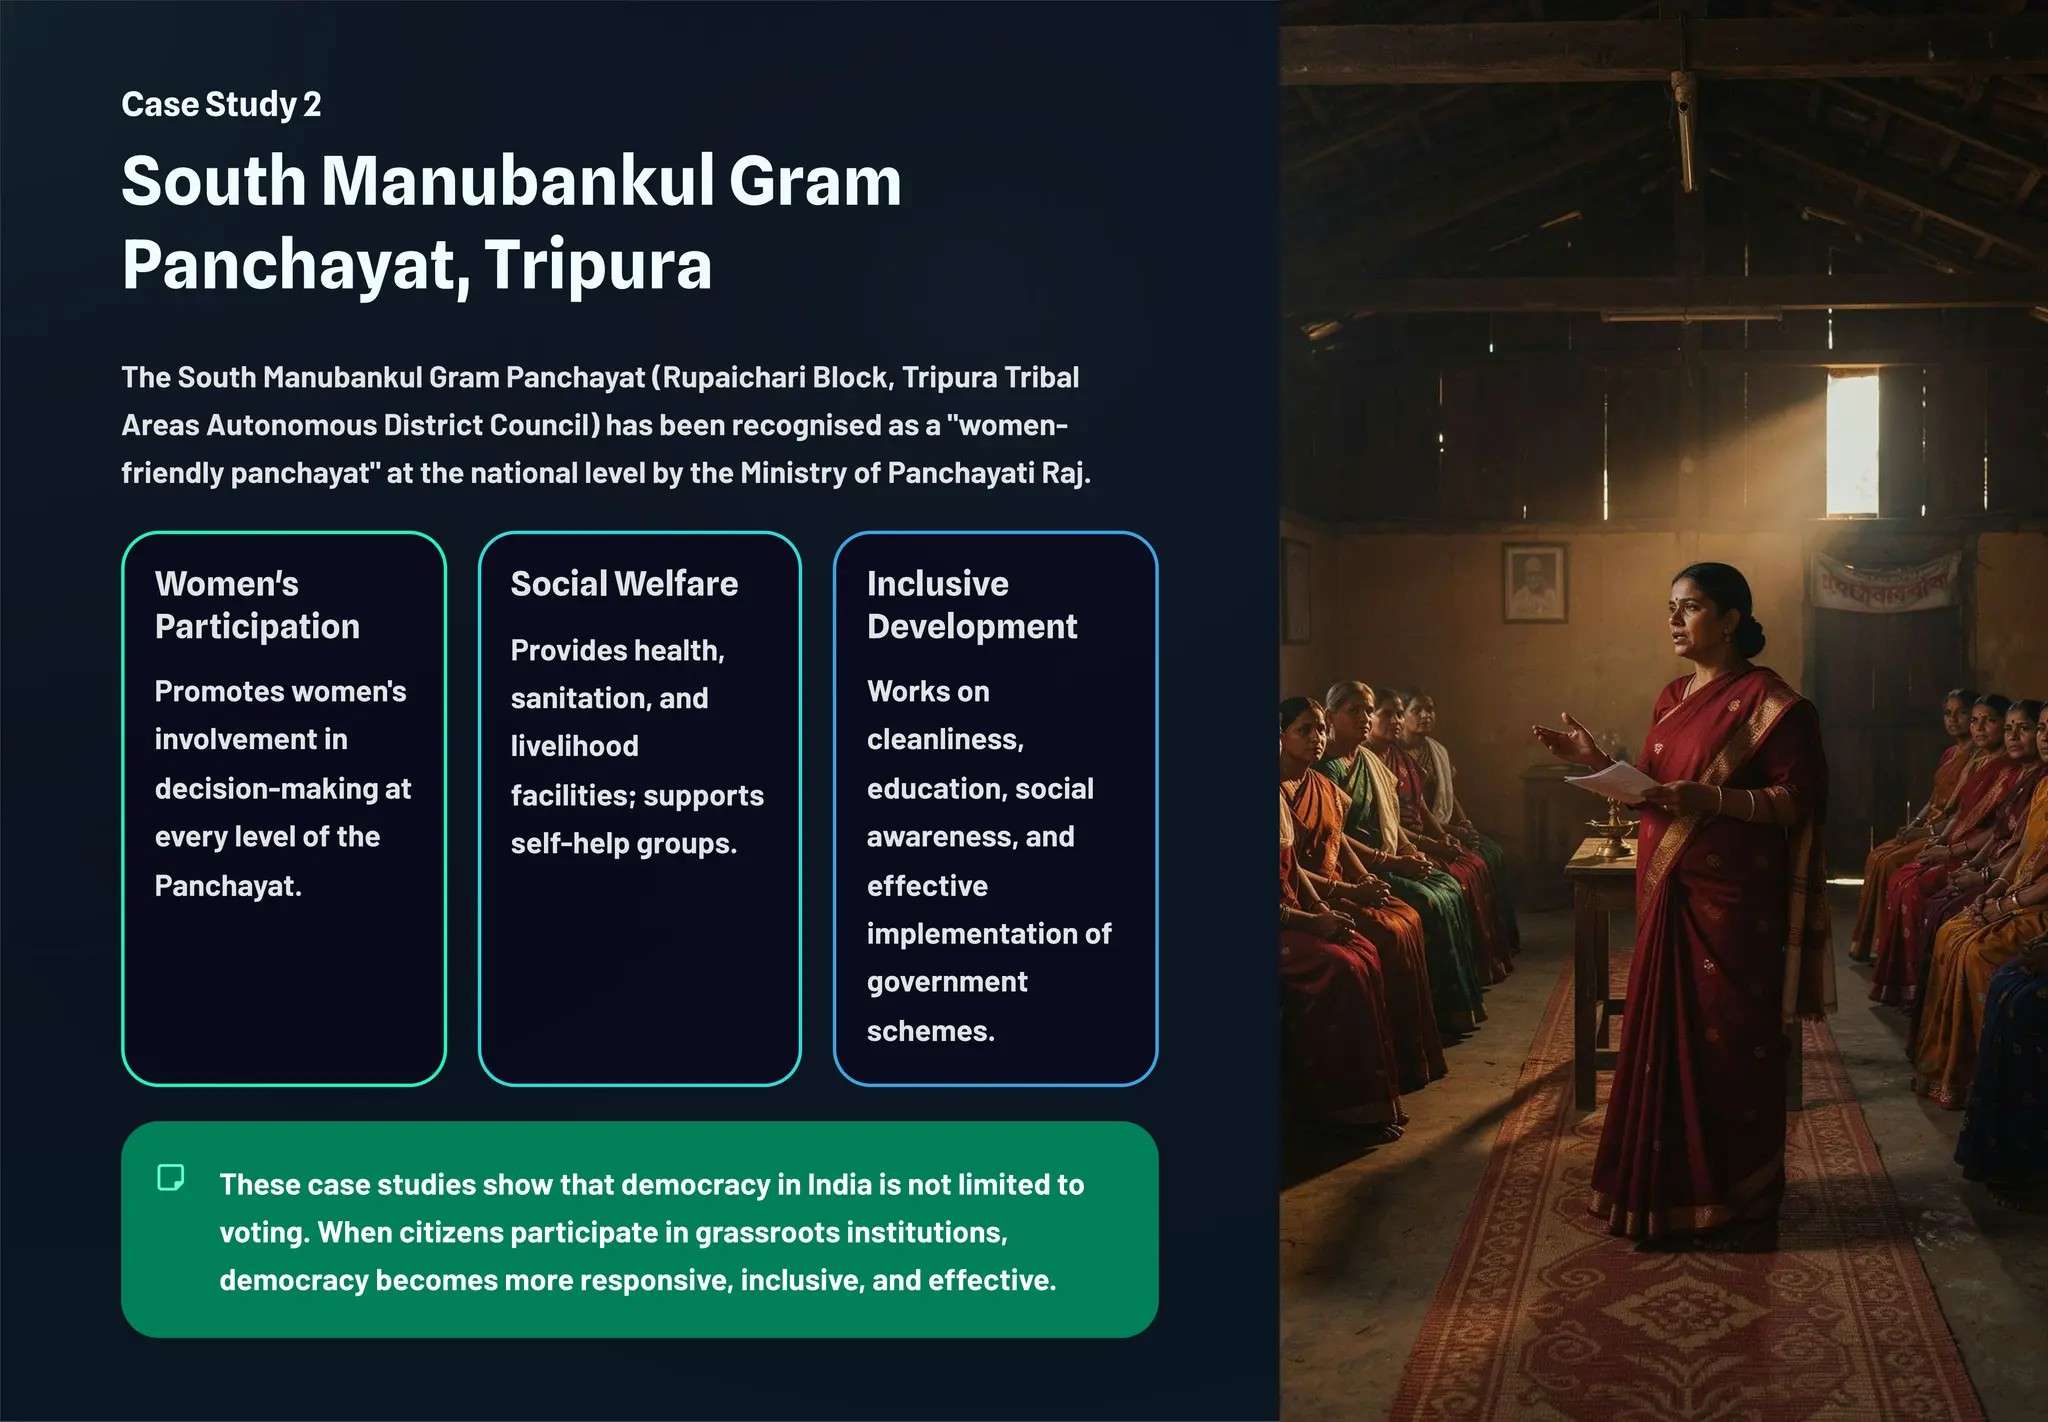 Case Study 2
South Manubankul Gram
Panchayat, Tripura
The South Manubankul Gram Panchayat (Rupaichari Block, Tripura Tribal
Areas Autonomous District Council) has been recognised as a "women-
friendly panchayat" at the national level by the Ministry of Panchayati Raj.
Women's
Participation
Promotes women's
involvement in
decision-making at
every level of the
Panchayat.
Social Welfare
Provides health,
sanitation, and
livelihood
facilities; supports
self-help groups.
Inclusive
Development
Works on
cleanliness,
education, social
awareness, and
effective
implementation of
government
schemes.
These case studies show that democracy in India is not limited to
voting. When citizens participate in grassroots institutions,
democracy becomes more responsive, inclusive, and effective.